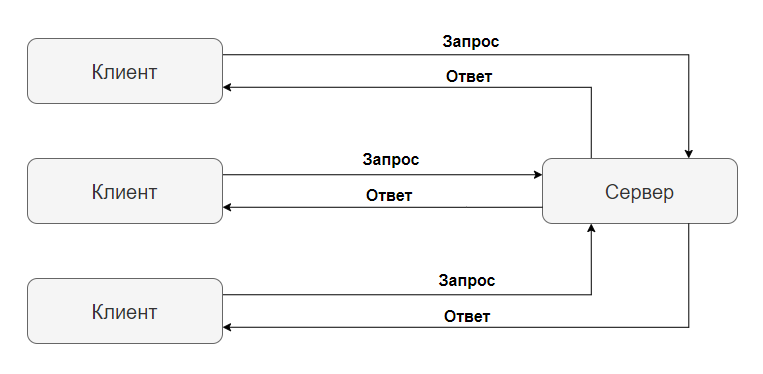 Запрос
Клиент
Ответ
Запрос
Клиент
Ответ
Сервер
Запрос
Клиент
Ответ